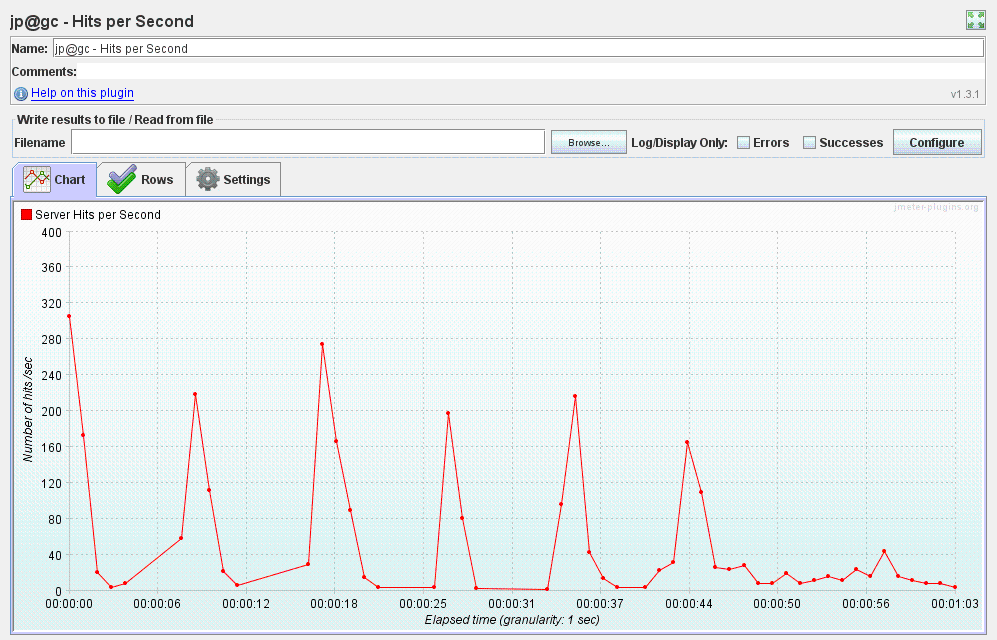 jp@gc - Hits per Second
Name: jp@gc - Hits per Second
Comments:
Help on this plugin
v1.3.1
Write results to file / Read from file
Filename Browse... Log/Display Only: Errors Successes Configure
Chart Rows Settings
Server Hits per Second
jmeter-plugins.org
400
360
320
280
240
200
160
120
80
40
0
Number of hits /sec
00:00:00 00:00:06 00:00:12 00:00:18 00:00:25 00:00:31 00:00:37 00:00:44 00:00:50 00:00:56 00:01:03
Elapsed time (granularity: 1 sec)